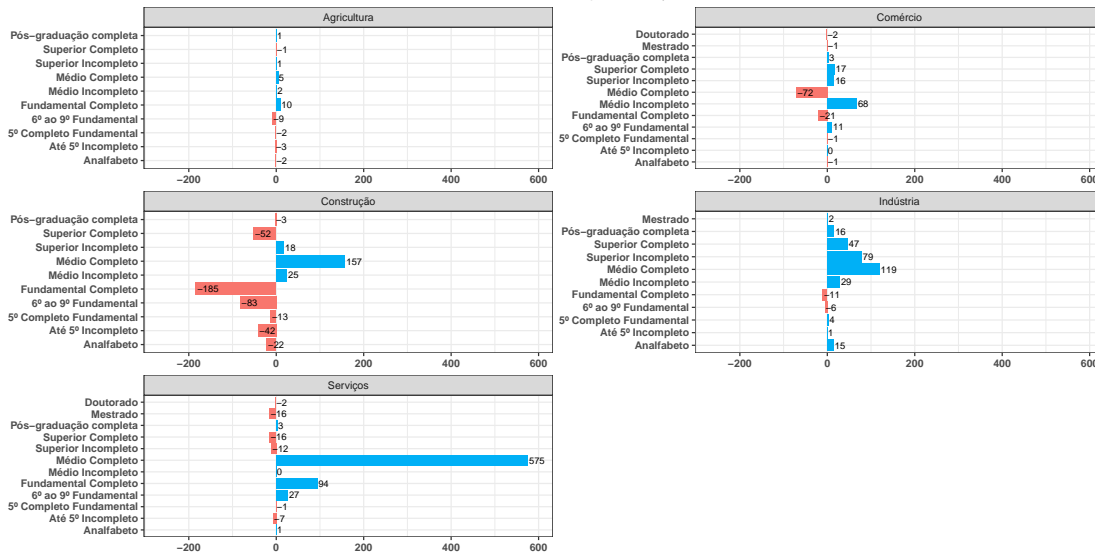 Agricultura
Pós−graduação completa 1
Superior Completo −1
Superior Incompleto 1
Médio Completo 5
Médio Incompleto 2
Fundamental Completo 10
6º ao 9º Fundamental −9
5º Completo Fundamental −2
Até 5º Incompleto −3
Analfabeto −2
−200 0 200 400 600
Comércio
Doutorado −2
Mestrado −1
Pós−graduação completa 3
Superior Completo 17
Superior Incompleto 16
Médio Completo −72
Médio Incompleto 68
Fundamental Completo −21
6º ao 9º Fundamental 11
5º Completo Fundamental −1
Até 5º Incompleto 0
Analfabeto −1
−200 0 200 400 600
Construção
Pós−graduação completa −3
Superior Completo −52
Superior Incompleto 18
Médio Completo 157
Médio Incompleto 25
Fundamental Completo −185
6º ao 9º Fundamental −83
5º Completo Fundamental −13
Até 5º Incompleto −42
Analfabeto −22
−200 0 200 400 600
Indústria
Mestrado 2
Pós−graduação completa 16
Superior Completo 47
Superior Incompleto 79
Médio Completo 119
Médio Incompleto 29
Fundamental Completo −11
6º ao 9º Fundamental −6
5º Completo Fundamental 4
Até 5º Incompleto 1
Analfabeto 15
−200 0 200 400 600
Serviços
Doutorado −2
Mestrado −16
Pós−graduação completa 3
Superior Completo −16
Superior Incompleto −12
Médio Completo 575
Médio Incompleto 0
Fundamental Completo 94
6º ao 9º Fundamental 27
5º Completo Fundamental −1
Até 5º Incompleto −7
Analfabeto 1
−200 0 200 400 600